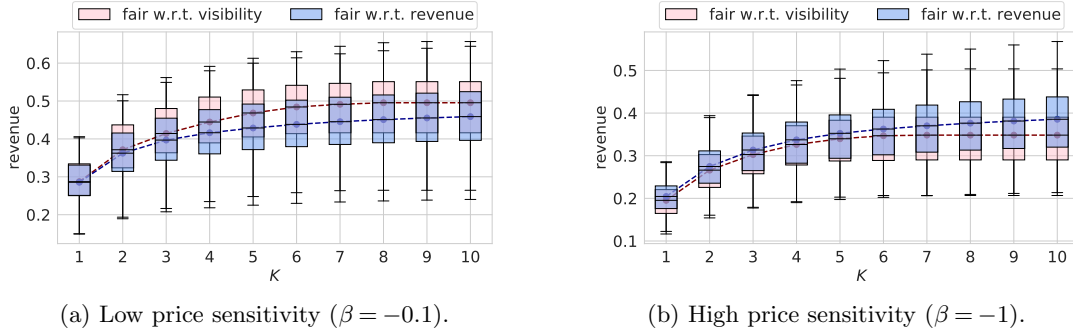 fair w.r.t. visibility fair w.r.t. revenue
0.6
0.5
0.4
0.3
0.2
revenue
1 2 3 4 5 6 7 8 9 10
K
(a) Low price sensitivity (β = −0.1).
fair w.r.t. visibility fair w.r.t. revenue
0.5
0.4
0.3
0.2
0.1
revenue
1 2 3 4 5 6 7 8 9 10
K
(b) High price sensitivity (β = −1).